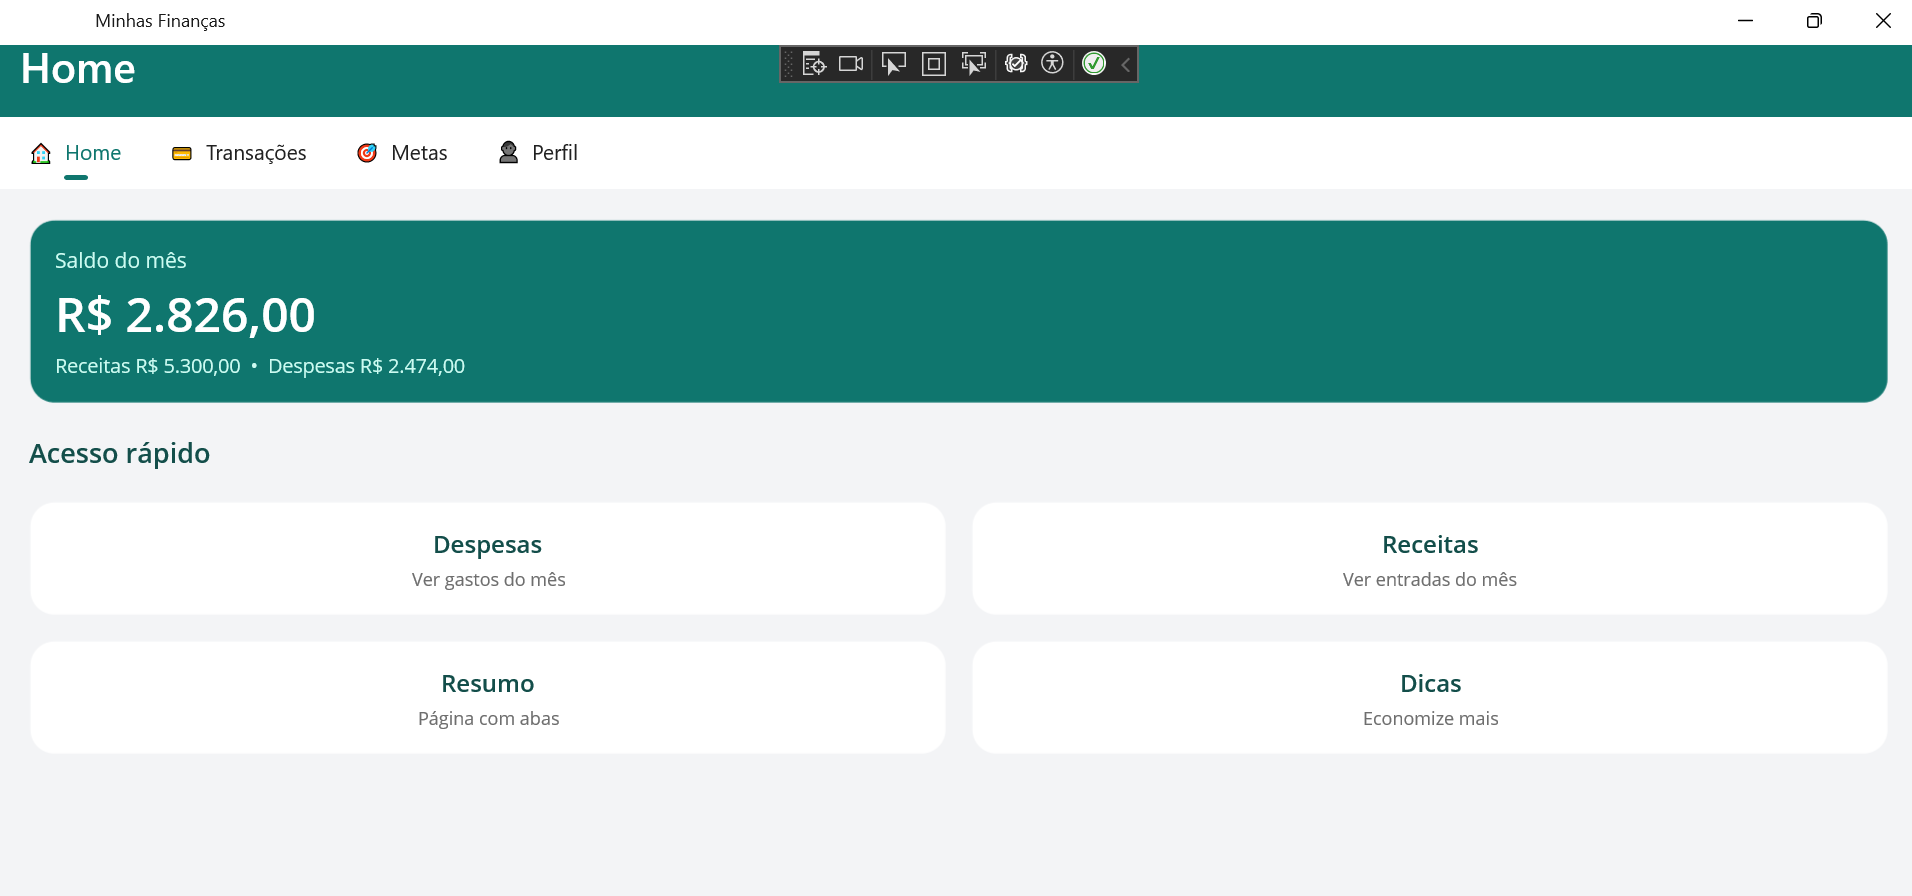 Minhas Finanças
Home
Home Transações Metas Perfil
Saldo do mês
R$ 2.826,00
Receitas R$ 5.300,00 • Despesas R$ 2.474,00
Acesso rápido
Despesas
Ver gastos do mês
Receitas
Ver entradas do mês
Resumo
Página com abas
Dicas
Economize mais